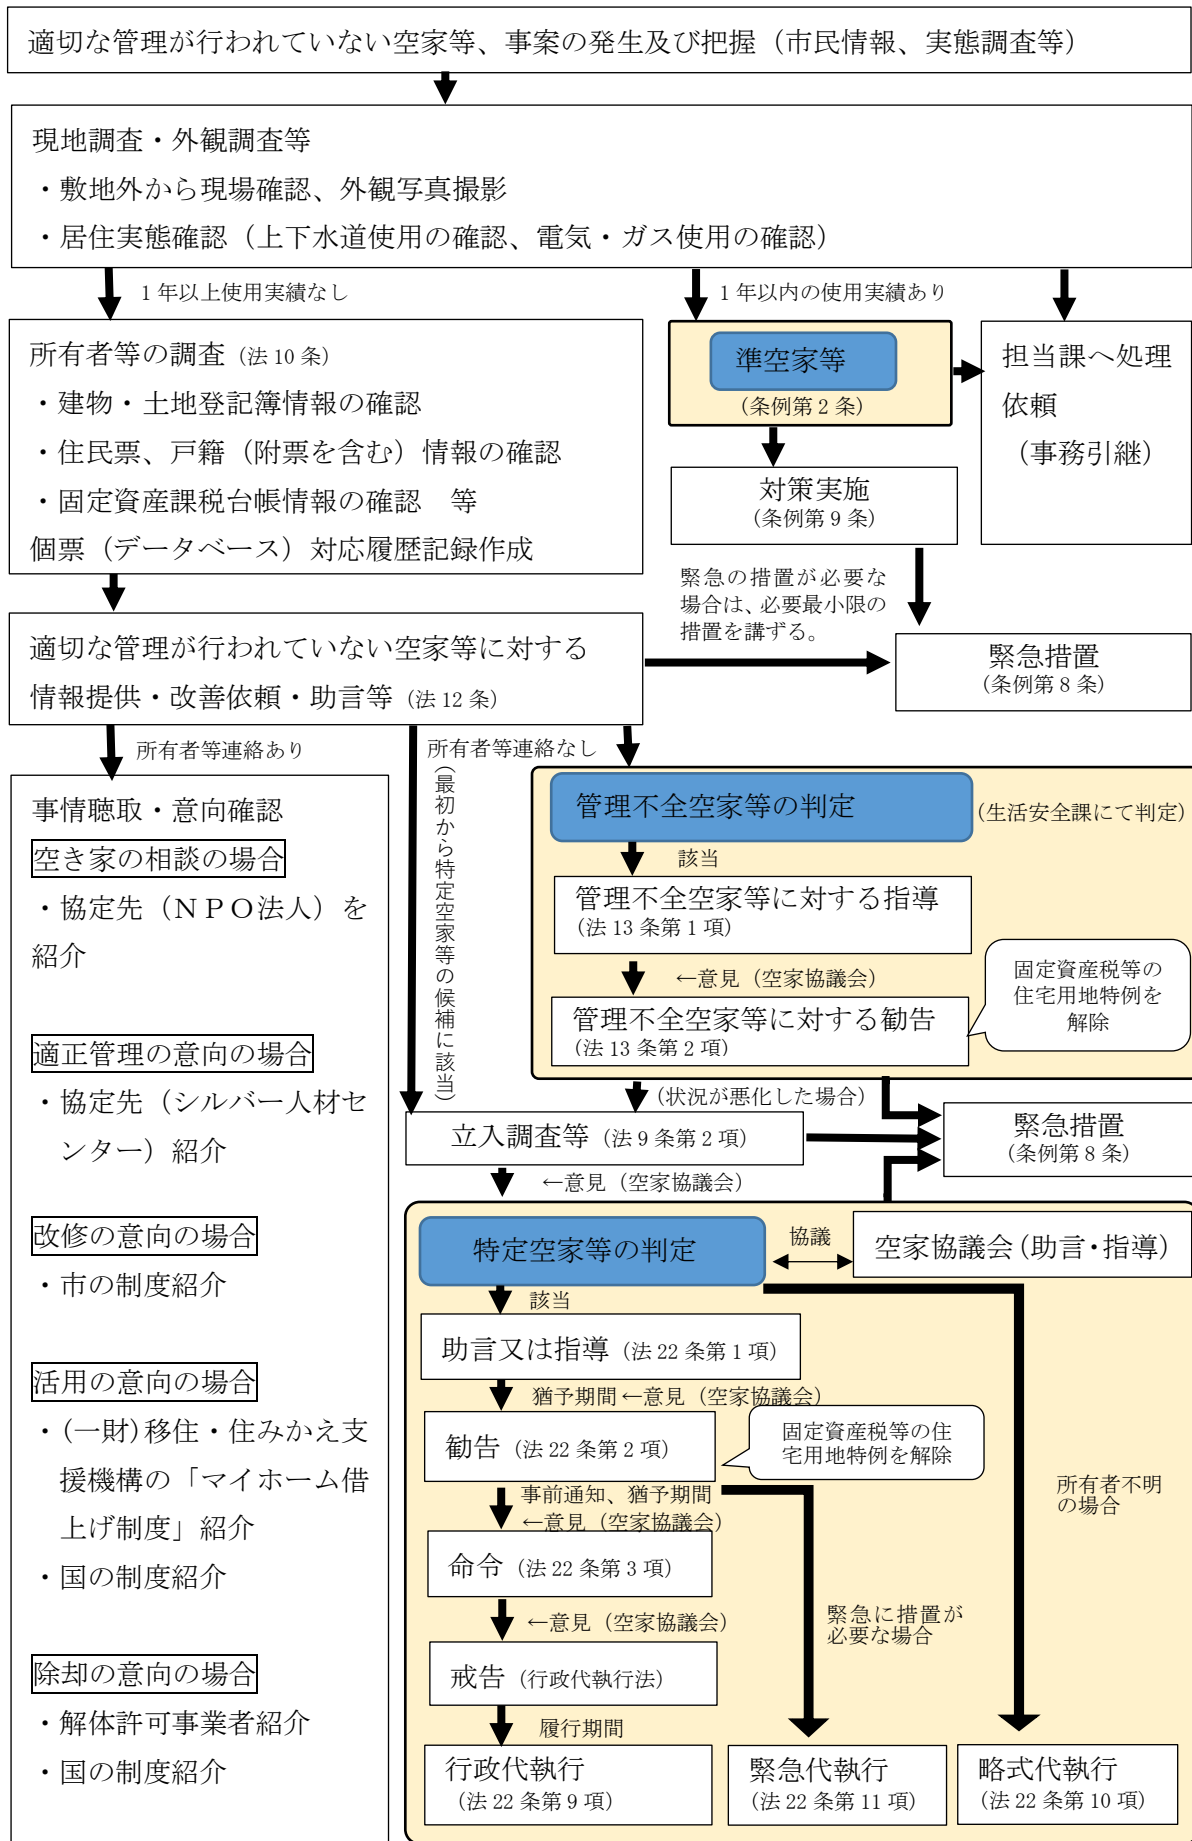 適切な管理が行われていない空家等、事案の発生及び把握（市民情報、実態調査等）
現地調査・外観調査等
・敷地外から現場確認、外観写真撮影
・居住実態確認（上下水道使用の確認、電気・ガス使用の確認）
1年以上使用実績なし
1年以内の使用実績あり
所有者等の調査（法10条）
・建物・土地登記簿情報の確認
・住民票、戸籍（附票を含む）情報の確認
・固定資産課税台帳情報の確認　等
個票（データベース）対応履歴記録作成
準空家等
(条例第2条)
担当課へ処理
依頼
（事務引継）
対策実施
(条例第9条)
緊急の措置が必要な
場合は、必要最小限の
措置を講ずる。
適切な管理が行われていない空家等に対する
情報提供・改善依頼・助言等（法12条）
緊急措置
(条例第8条)
所有者等連絡あり
所有者等連絡なし
（最初から特定空家等の候補に該当）
事情聴取・意向確認
空き家の相談の場合
・協定先（ＮＰＯ法人）を
紹介
適正管理の意向の場合
・協定先（シルバー人材セ
ンター）紹介
改修の意向の場合
・市の制度紹介
活用の意向の場合
・(一財)移住・住みかえ支
援機構の「マイホーム借
上げ制度」紹介
・国の制度紹介
除却の意向の場合
・解体許可事業者紹介
・国の制度紹介
管理不全空家等の判定
(生活安全課にて判定)
該当
管理不全空家等に対する指導
(法13条第1項)
←意見（空家協議会）
管理不全空家等に対する勧告
(法13条第2項)
固定資産税等の
住宅用地特例を
解除
(状況が悪化した場合)
立入調査等（法9条第2項）
緊急措置
(条例第8条)
←意見（空家協議会）
特定空家等の判定
協議
空家協議会(助言・指導)
該当
助言又は指導（法22条第1項）
猶予期間←意見（空家協議会）
勧告（法22条第2項）
固定資産税等の住
宅用地特例を解除
事前通知、猶予期間
←意見（空家協議会）
命令（法22条第3項）
←意見（空家協議会）
戒告（行政代執行法）
履行期間
緊急に措置が
必要な場合
所有者不明
の場合
行政代執行
(法22条第9項)
緊急代執行
(法22条第11項)
略式代執行
(法22条第10項)